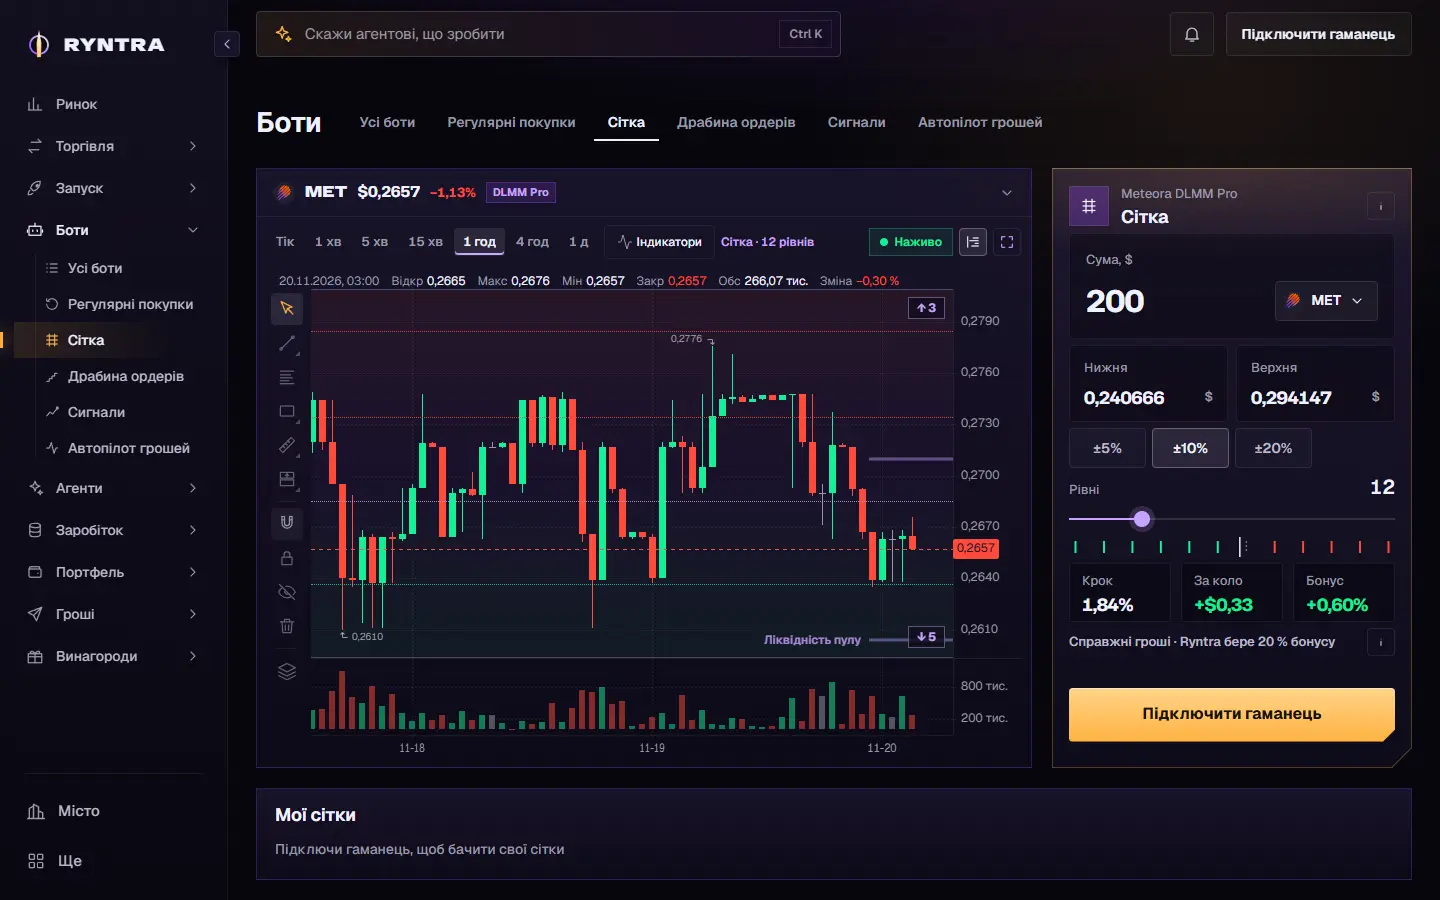 RYNTRA
Скажи агентові, що зробити
Ctrl K
Підключити гаманець
Ринок
Торгівля
Запуск
Боти
Усі боти
Регулярні покупки
Сітка
Драбина ордерів
Сигнали
Автопілот грошей
Агенти
Заробіток
Портфель
Гроші
Винагороди
Місто
Ще
Боти
Усі боти
Регулярні покупки
Сітка
Драбина ордерів
Сигнали
Автопілот грошей
MET $0,2657 −1,13% DLMM Pro
Тік 1 хв 5 хв 15 хв 1 год 4 год 1 д Індикатори Сітка · 12 рівнів Наживо
20.11.2026, 03:00 Відкр 0,2665 Макс 0,2676 Мін 0,2657 Закр 0,2657 Обс 266,07 тис. Зміна −0,30 %
↑3
0,2790
0,2776
0,2760
0,2730
0,2700
0,2670
0,2657
0,2640
0,2610
0,2610
Ліквідність пулу
↓5
800 тис.
200 тис.
11-18
11-19
11-20
Meteora DLMM Pro
Сітка
i
Сума, $
200
MET
Нижня
0,240666 $
Верхня
0,294147 $
±5%
±10%
±20%
Рівні
12
Крок
1,84%
За коло
+$0,33
Бонус
+0,60%
Справжні гроші · Ryntra бере 20 % бонусу
i
Підключити гаманець
Мої сітки
Підключи гаманець, щоб бачити свої сітки